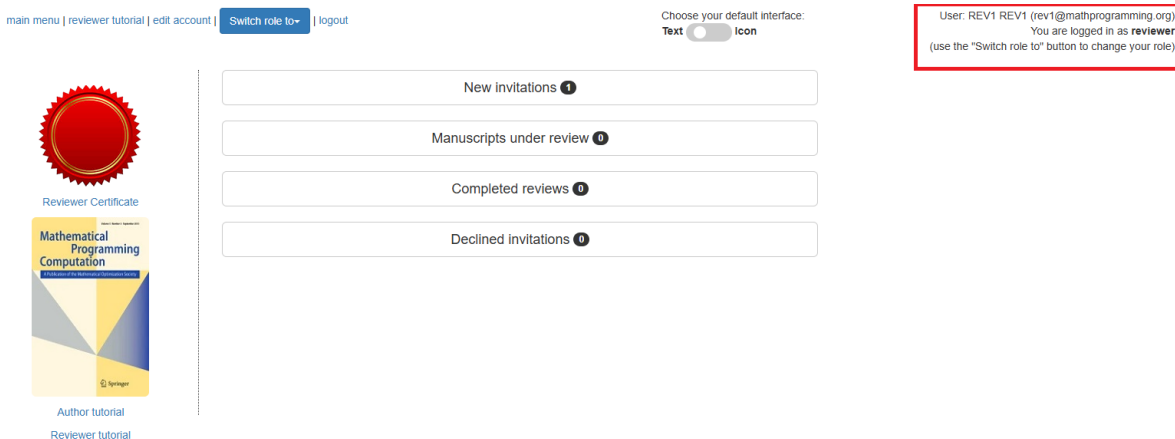 main menu | reviewer tutorial | edit account | Switch role to | logout
Choose your default interface:
Text Icon
User: REV1 REV1 (rev1@mathprogramming.org)
You are logged in as reviewer
(use the "Switch role to" button to change your role)
New invitations 1
Manuscripts under review 0
Completed reviews 0
Declined invitations 0
Reviewer Certificate
Mathematical
Programming
Computation
A Publication of the Mathematical Optimization Society
Springer
Author tutorial
Reviewer tutorial